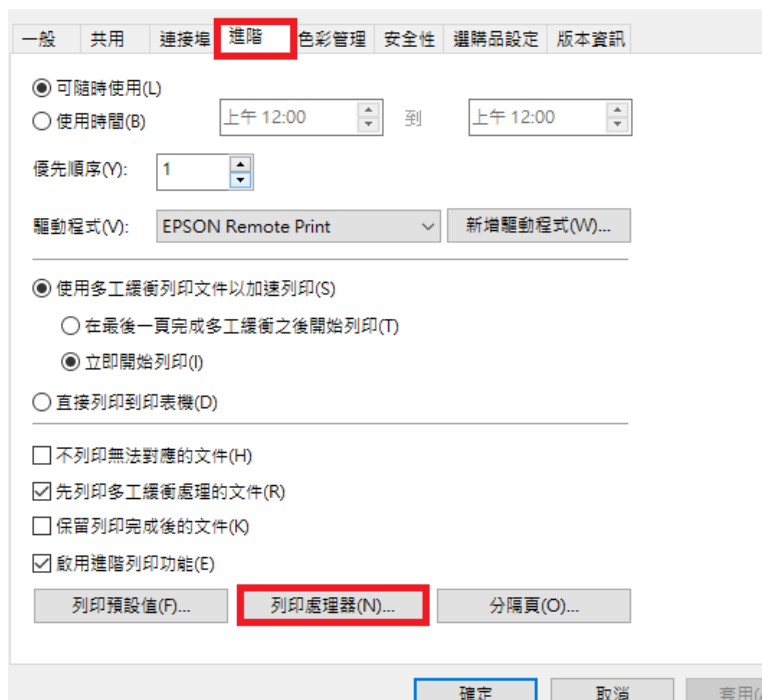 一般 共用 連接埠 進階 色彩管理 安全性 選購品設定 版本資訊
可隨時使用(L)
使用時間(B) 上午 12:00 到 上午 12:00
優先順序(Y): 1
驅動程式(V): EPSON Remote Print 新增驅動程式(W)...
使用多工緩衝列印文件以加速列印(S)
在最後一頁完成多工緩衝之後開始列印(T)
立即開始列印(I)
直接列印到印表機(D)
不列印無法對應的文件(H)
先列印多工緩衝處理的文件(R)
保留列印完成後的文件(K)
啟用進階列印功能(E)
列印預設值(F)... 列印處理器(N)... 分隔頁(O)...
確定 取消 套用(